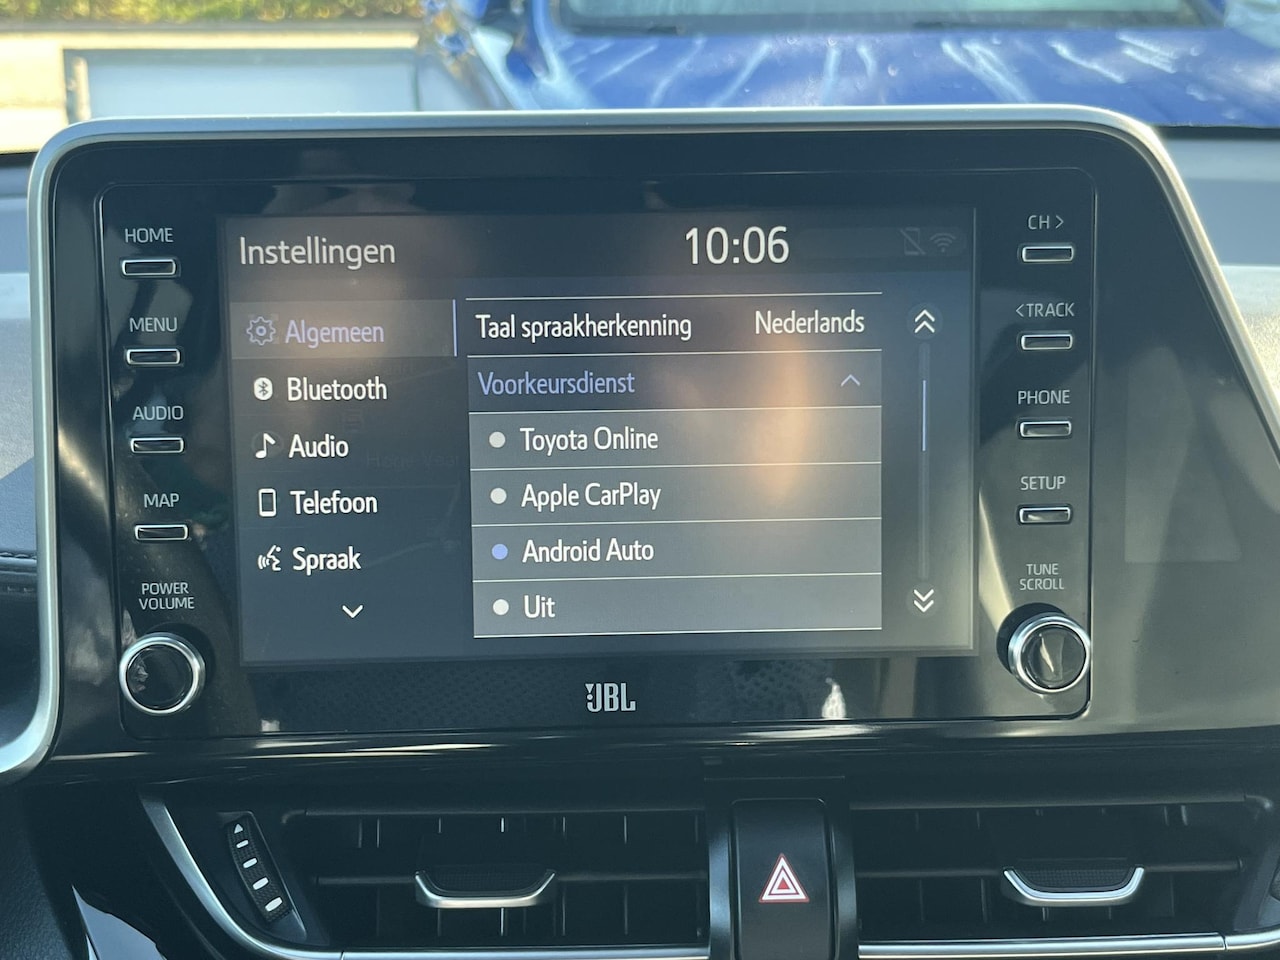 HOME
MENU
AUDIO
MAP
POWER
VOLUME
Instellingen
10:06
Algemeen
Bluetooth
Audio
Telefoon
Spraak
Taal spraakherkenning Nederlands
Voorkeursdienst
Toyota Online
Apple CarPlay
Android Auto
Uit
CH >
< TRACK
PHONE
SETUP
TUNE
SCROLL
JBL